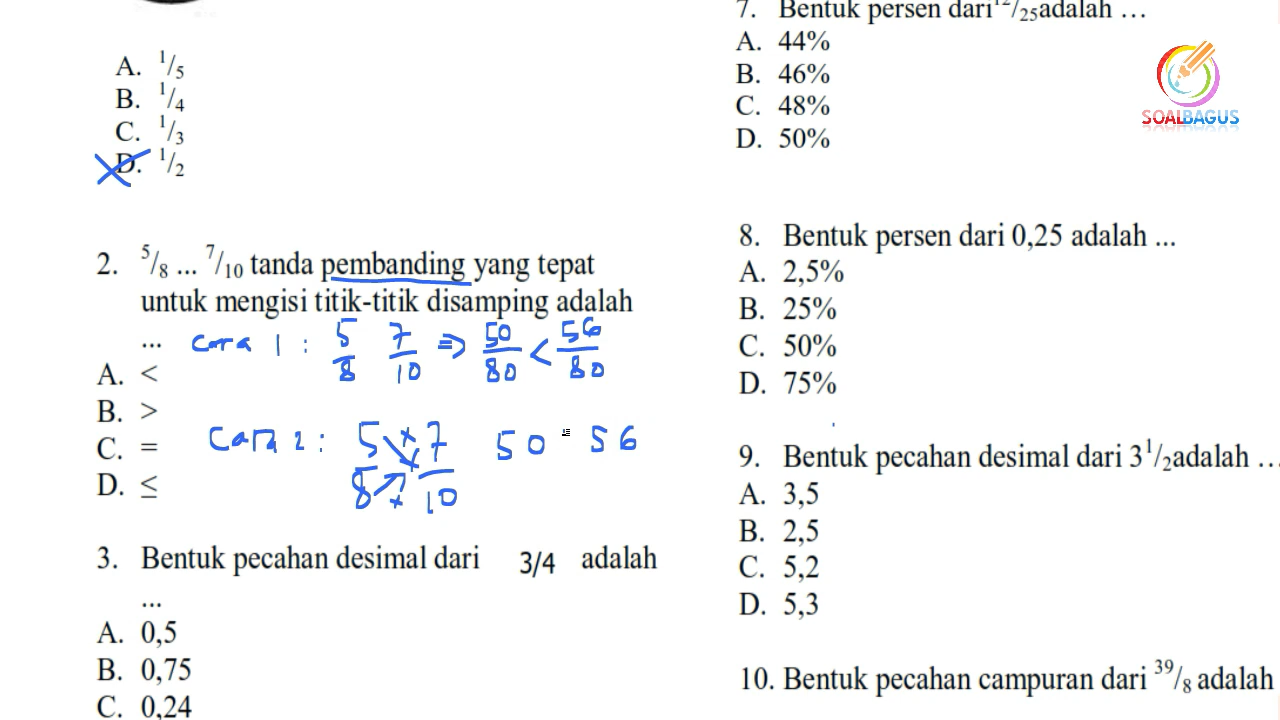 A. 1/5
B. 1/4
C. 1/3
D. 1/2
2. 5/8 ... 7/10 tanda pembanding yang tepat
untuk mengisi titik-titik disamping adalah
...
cara 1 : 5/8 7/10 => 50/80 < 56/80
A. <
B. >
C. =
D. ≤
Cara 2 : 5/8 × 7/10 50 56
3. Bentuk pecahan desimal dari 3/4 adalah
...
A. 0,5
B. 0,75
C. 0,24
7. Bentuk persen dari 12/25 adalah …
A. 44%
B. 46%
C. 48%
D. 50%
8. Bentuk persen dari 0,25 adalah ...
A. 2,5%
B. 25%
C. 50%
D. 75%
9. Bentuk pecahan desimal dari 3 1/2 adalah …
A. 3,5
B. 2,5
C. 5,2
D. 5,3
10. Bentuk pecahan campuran dari 39/8 adalah
SOALBAGUS